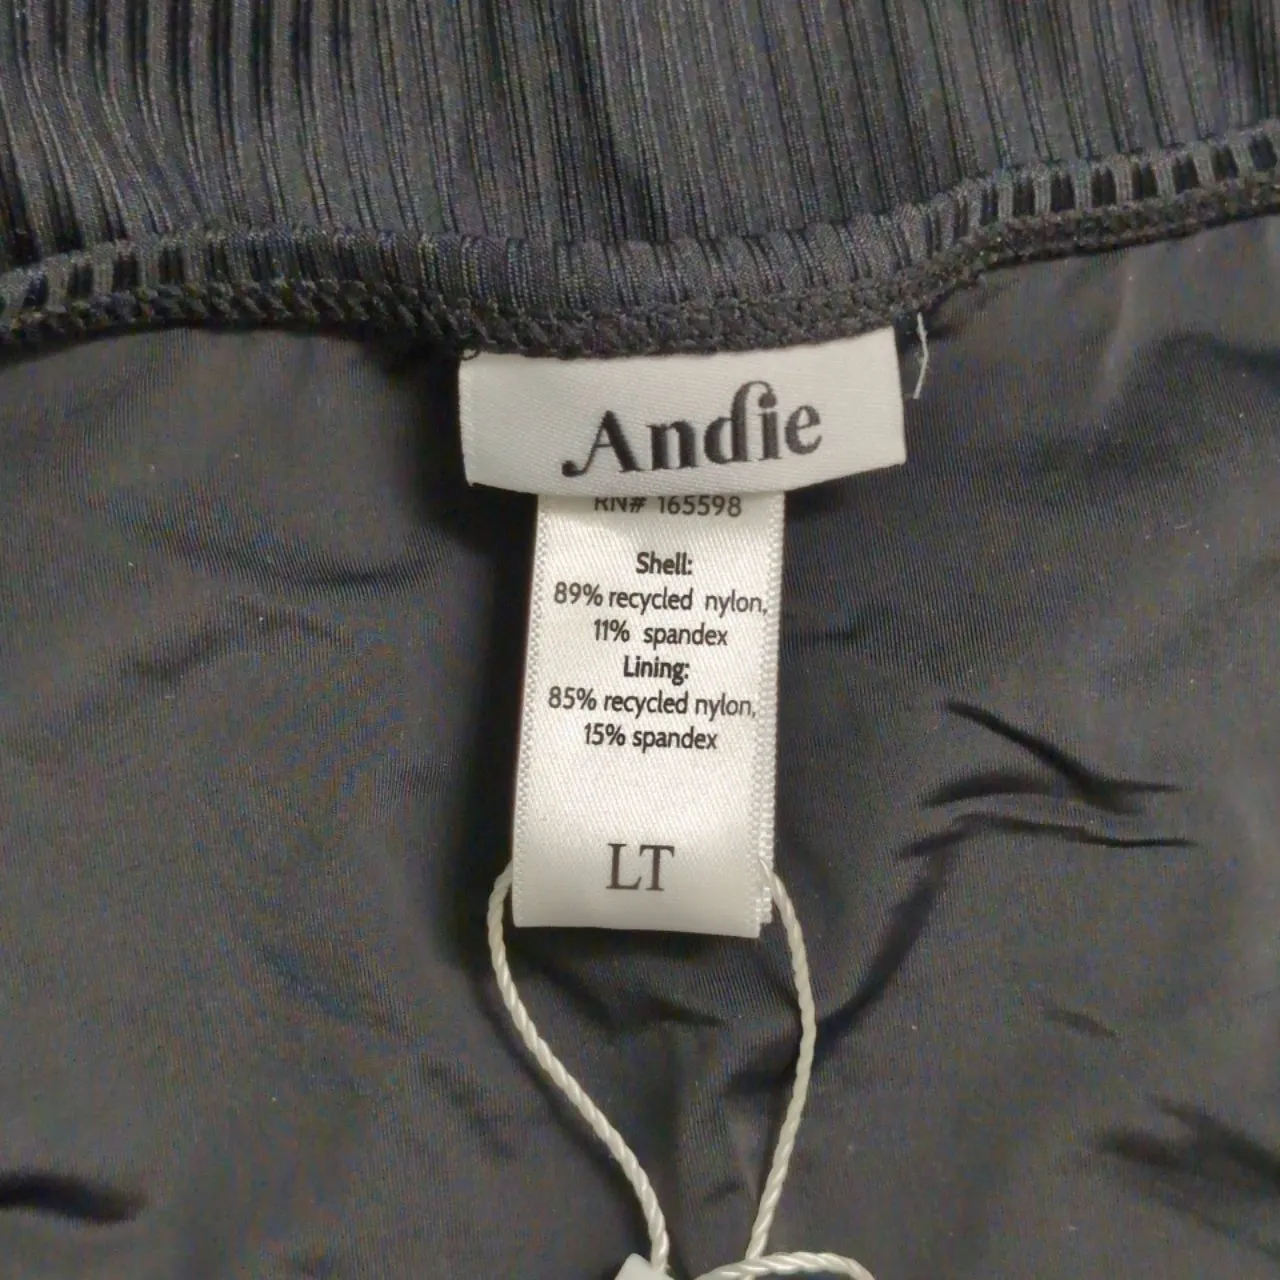 Andie
RN# 165598
Shell:
89% recycled nylon,
11% spandex
Lining:
85% recycled nylon,
15% spandex
LT